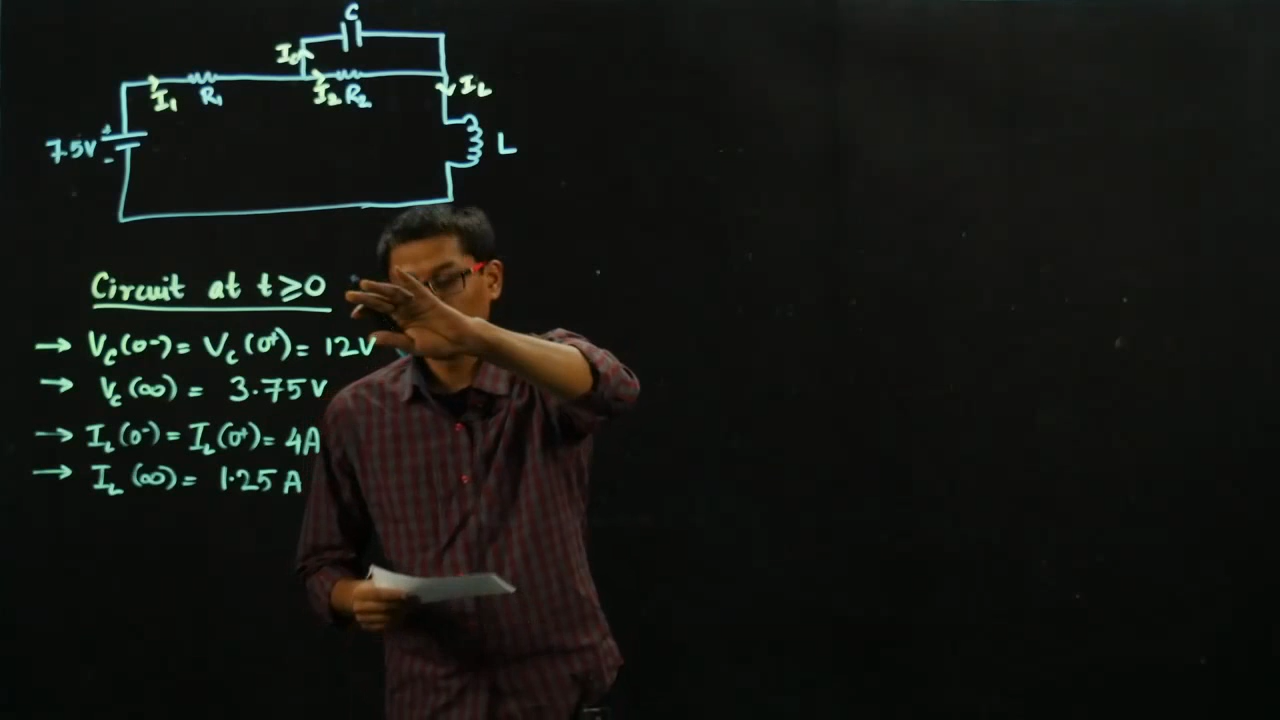 C
I₀
I₁ R₁ I₂ R₂ I_L
7.5V + - L
Circuit at t ≥ 0
→ V_C(0⁻) = V_C(0⁺) = 12V
→ V_C(∞) = 3.75V
→ I_L(0⁻) = I_L(0⁺) = 4A
→ I_L(∞) = 1.25 A